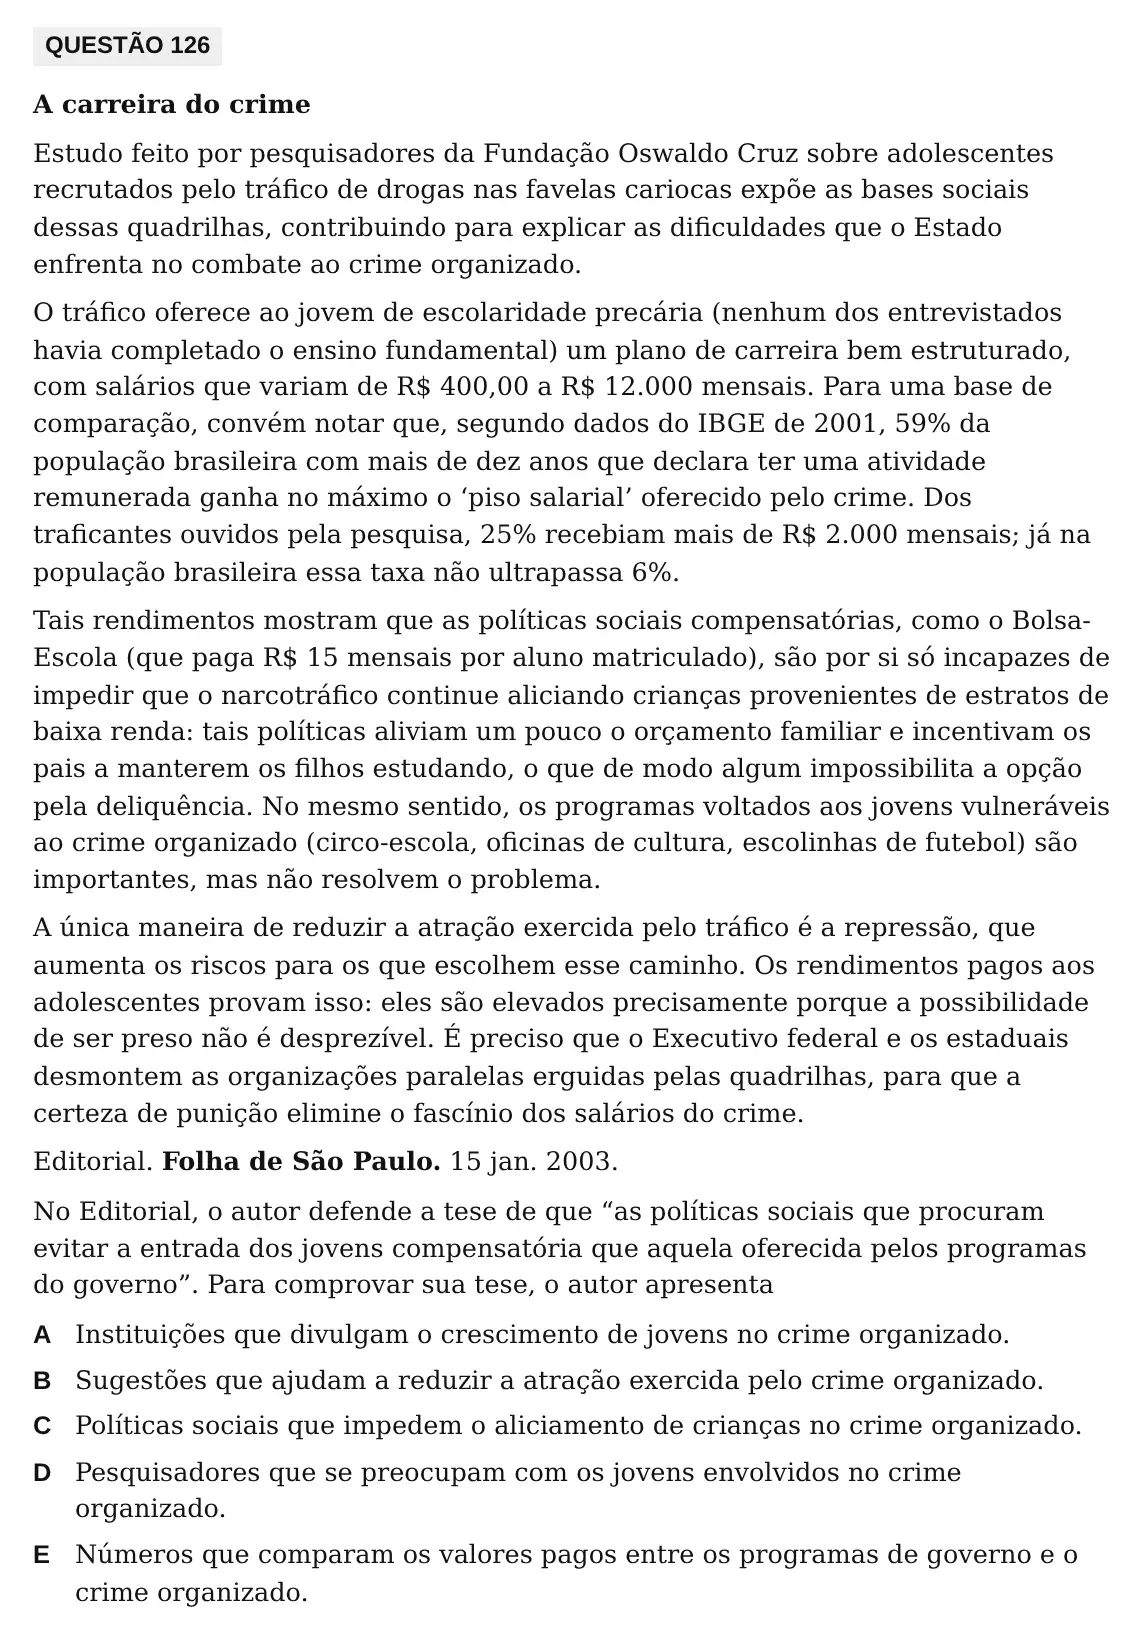 QUESTÃO 126
A carreira do crime
Estudo feito por pesquisadores da Fundação Oswaldo Cruz sobre adolescentes
recrutados pelo tráfico de drogas nas favelas cariocas expõe as bases sociais
dessas quadrilhas, contribuindo para explicar as dificuldades que o Estado
enfrenta no combate ao crime organizado.
O tráfico oferece ao jovem de escolaridade precária (nenhum dos entrevistados
havia completado o ensino fundamental) um plano de carreira bem estruturado,
com salários que variam de R$ 400,00 a R$ 12.000 mensais. Para uma base de
comparação, convém notar que, segundo dados do IBGE de 2001, 59% da
população brasileira com mais de dez anos que declara ter uma atividade
remunerada ganha no máximo o ‘piso salarial’ oferecido pelo crime. Dos
traficantes ouvidos pela pesquisa, 25% recebiam mais de R$ 2.000 mensais; já na
população brasileira essa taxa não ultrapassa 6%.
Tais rendimentos mostram que as políticas sociais compensatórias, como o Bolsa-
Escola (que paga R$ 15 mensais por aluno matriculado), são por si só incapazes de
impedir que o narcotráfico continue aliciando crianças provenientes de estratos de
baixa renda: tais políticas aliviam um pouco o orçamento familiar e incentivam os
pais a manterem os filhos estudando, o que de modo algum impossibilita a opção
pela deliquência. No mesmo sentido, os programas voltados aos jovens vulneráveis
ao crime organizado (circo-escola, oficinas de cultura, escolinhas de futebol) são
importantes, mas não resolvem o problema.
A única maneira de reduzir a atração exercida pelo tráfico é a repressão, que
aumenta os riscos para os que escolhem esse caminho. Os rendimentos pagos aos
adolescentes provam isso: eles são elevados precisamente porque a possibilidade
de ser preso não é desprezível. É preciso que o Executivo federal e os estaduais
desmontem as organizações paralelas erguidas pelas quadrilhas, para que a
certeza de punição elimine o fascínio dos salários do crime.
Editorial. Folha de São Paulo. 15 jan. 2003.
No Editorial, o autor defende a tese de que “as políticas sociais que procuram
evitar a entrada dos jovens compensatória que aquela oferecida pelos programas
do governo”. Para comprovar sua tese, o autor apresenta
A Instituições que divulgam o crescimento de jovens no crime organizado.
B Sugestões que ajudam a reduzir a atração exercida pelo crime organizado.
C Políticas sociais que impedem o aliciamento de crianças no crime organizado.
D Pesquisadores que se preocupam com os jovens envolvidos no crime
organizado.
E Números que comparam os valores pagos entre os programas de governo e o
crime organizado.